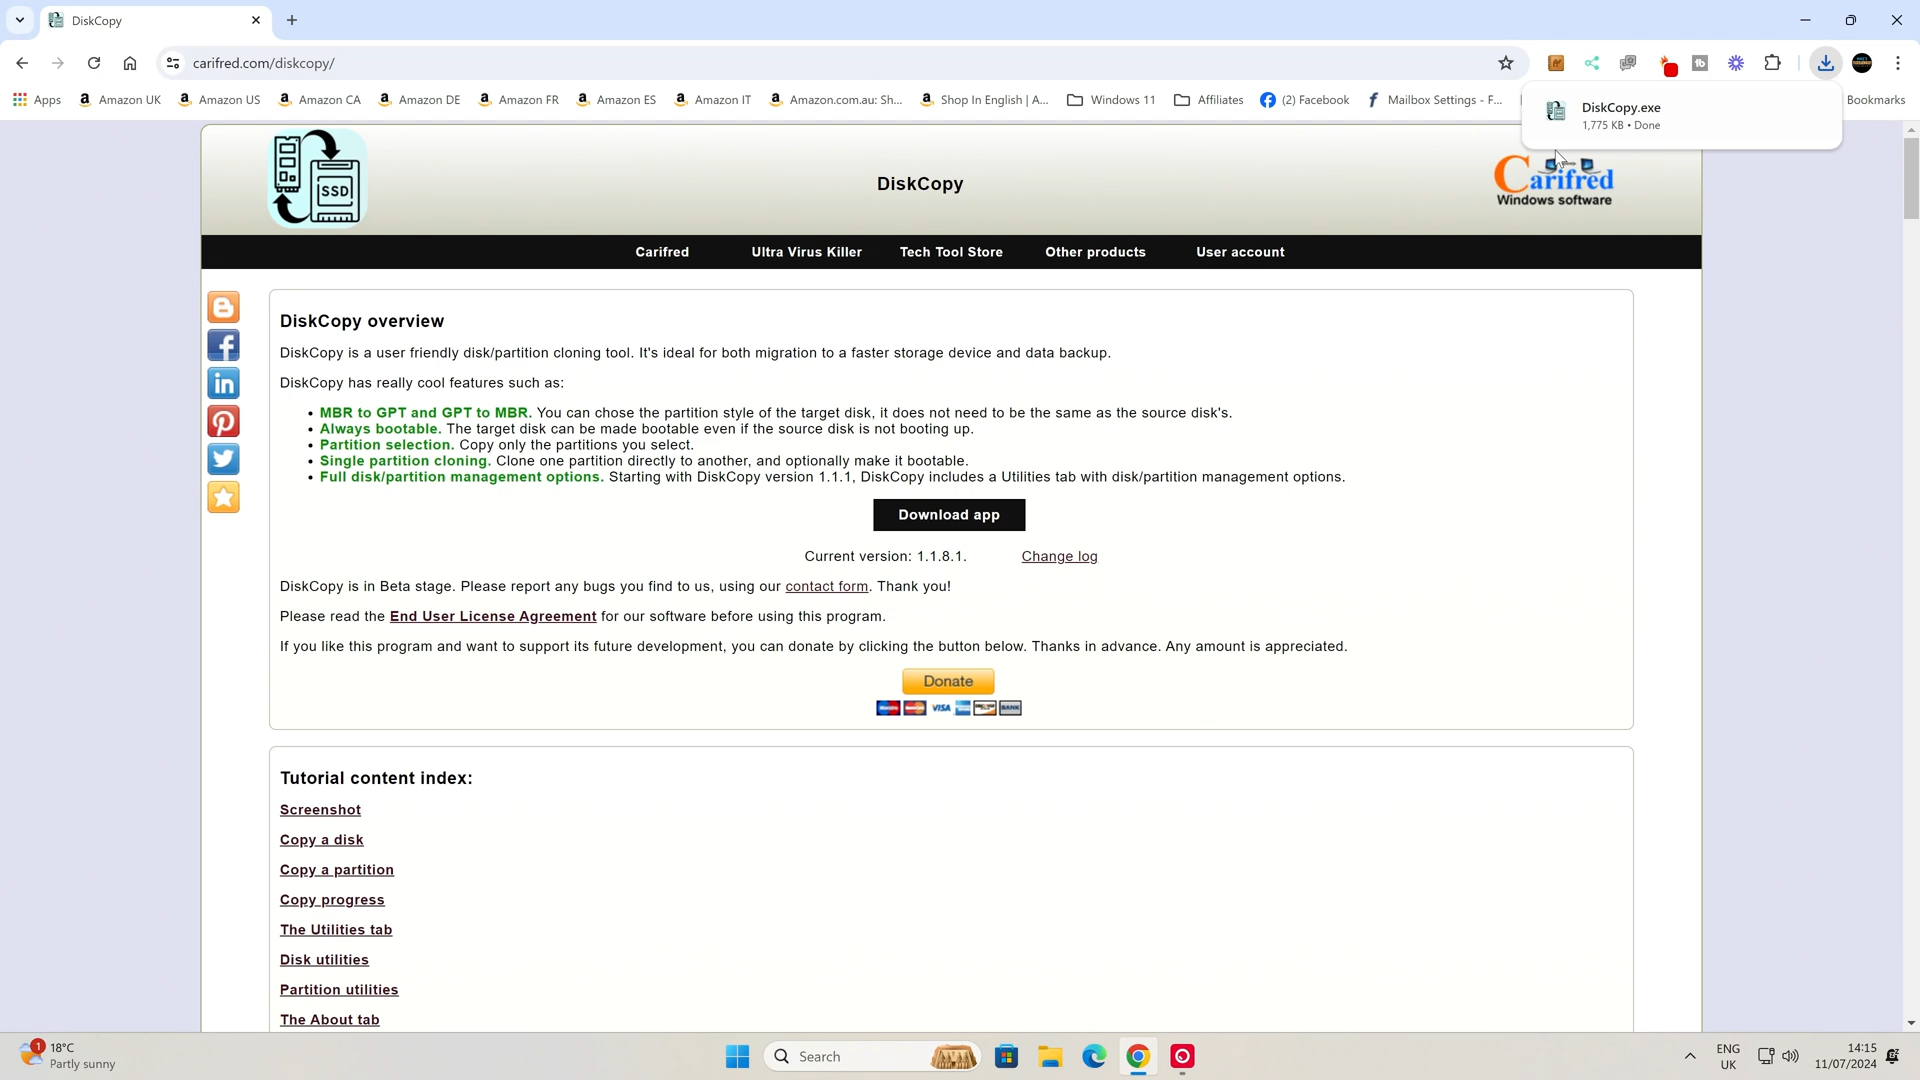 DiskCopy
carifred.com/diskcopy/
Apps
Amazon UK
Amazon US
Amazon CA
Amazon DE
Amazon FR
Amazon ES
Amazon IT
Amazon.com.au: Sh...
Shop In English | A...
Windows 11
Affiliates
(2) Facebook
Mailbox Settings - F...
Bookmarks
DiskCopy.exe
1,775 KB • Done
SSD
DiskCopy
Carifred
Windows software
Carifred
Ultra Virus Killer
Tech Tool Store
Other products
User account
DiskCopy overview
DiskCopy is a user friendly disk/partition cloning tool. It's ideal for both migration to a faster storage device and data backup.
DiskCopy has really cool features such as:
• MBR to GPT and GPT to MBR. You can chose the partition style of the target disk, it does not need to be the same as the source disk's.
• Always bootable. The target disk can be made bootable even if the source disk is not booting up.
• Partition selection. Copy only the partitions you select.
• Single partition cloning. Clone one partition directly to another, and optionally make it bootable.
• Full disk/partition management options. Starting with DiskCopy version 1.1.1, DiskCopy includes a Utilities tab with disk/partition management options.
Download app
Current version: 1.1.8.1. Change log
DiskCopy is in Beta stage. Please report any bugs you find to us, using our contact form. Thank you!
Please read the End User License Agreement for our software before using this program.
If you like this program and want to support its future development, you can donate by clicking the button below. Thanks in advance. Any amount is appreciated.
Donate
VISA
BANK
Tutorial content index:
Screenshot
Copy a disk
Copy a partition
Copy progress
The Utilities tab
Disk utilities
Partition utilities
The About tab
1
18°C
Partly sunny
Search
ENG
UK
14:15
11/07/2024